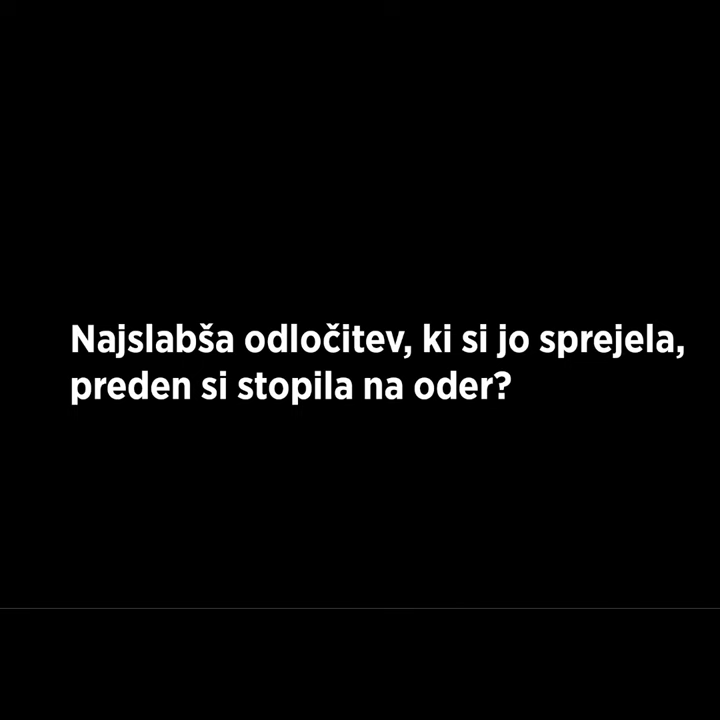 Najslabša odločitev, ki si jo sprejela,
preden si stopila na oder?